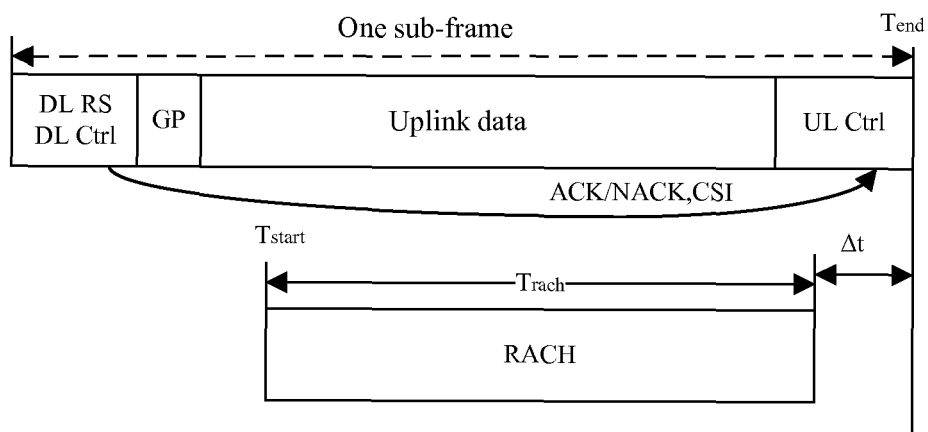 One sub-frame
Tend
DL RS
DL Ctrl
GP
Uplink data
UL Ctrl
ACK/NACK,CSI
Tstart
Δt
Trach
RACH